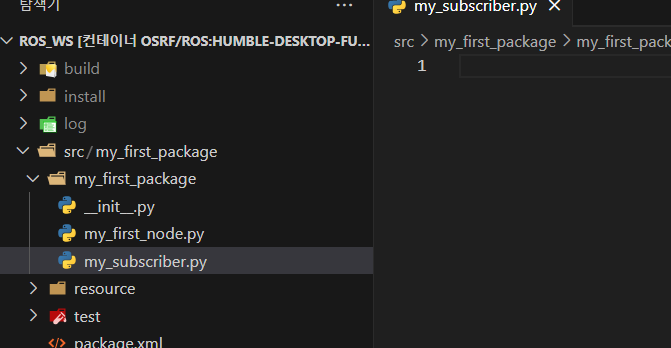 탐색기 ···
ROS_WS [컨테이너 OSRF/ROS:HUMBLE-DESKTOP-FU...
build
install
log
src/my_first_package
my_first_package
__init__.py
my_first_node.py
my_subscriber.py
resource
test
package.xml
my_subscriber.py
src > my_first_package > my_first_pack
1